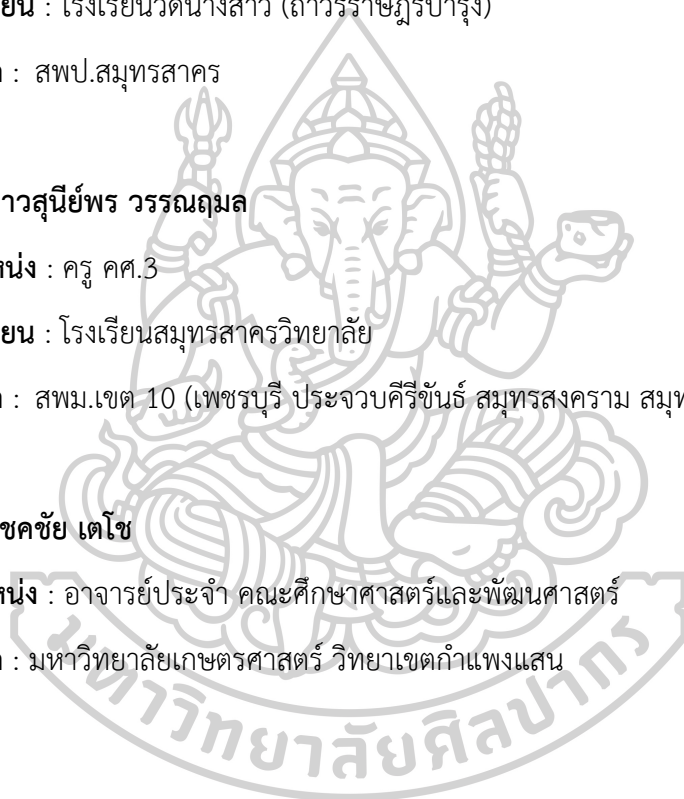 ยน : โรงเรียนวัดนางสาว (ถาวรราษฎร์บำรุง)
: สพป.สมุทรสาคร
าวสุนีย์พร วรรณฤมล
หน่ง : ครู คศ.3
ยน : โรงเรียนสมุทรสาครวิทยาลัย
: สพม.เขต 10 (เพชรบุรี ประจวบคีรีขันธ์ สมุทรสงคราม สมุท
ชคชัย เตโช
หน่ง : อาจารย์ประจำ คณะศึกษาศาสตร์และพัฒนศาสตร์
: มหาวิทยาลัยเกษตรศาสตร์ วิทยาเขตกำแพงแสน
มหาวิทยาลัยศิลปากร